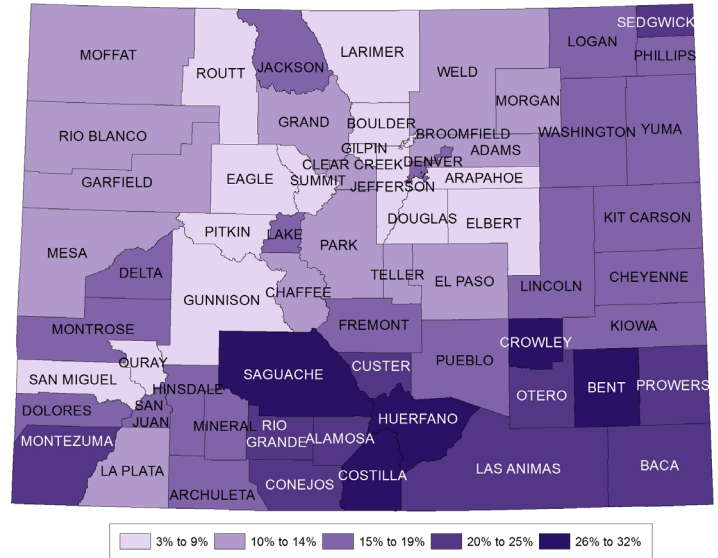 SEDGWICK
MOFFAT
ROUTT
JACKSON
LARIMER
WELD
LOGAN
PHILLIPS
MORGAN
GRAND
BOULDER
BROOMFIELD
WASHINGTON
YUMA
RIO BLANCO
GILPIN
ADAMS
CLEAR CREEK
DENVER
GARFIELD
EAGLE
SUMMIT
JEFFERSON
ARAPAHOE
PITKIN
LAKE
DOUGLAS
ELBERT
KIT CARSON
MESA
PARK
DELTA
TELLER
EL PASO
LINCOLN
CHEYENNE
GUNNISON
CHAFFEE
MONTROSE
FREMONT
KIOWA
CROWLEY
OURAY
PUEBLO
SAN MIGUEL
SAGUACHE
CUSTER
HINSDALE
OTERO
BENT
PROWERS
DOLORES
SAN
JUAN
MINERAL
RIO
GRANDE
HUERFANO
MONTEZUMA
ALAMOSA
LA PLATA
COSTILLA
LAS ANIMAS
BACA
ARCHULETA
CONEJOS
3% to 9%
10% to 14%
15% to 19%
20% to 25%
26% to 32%